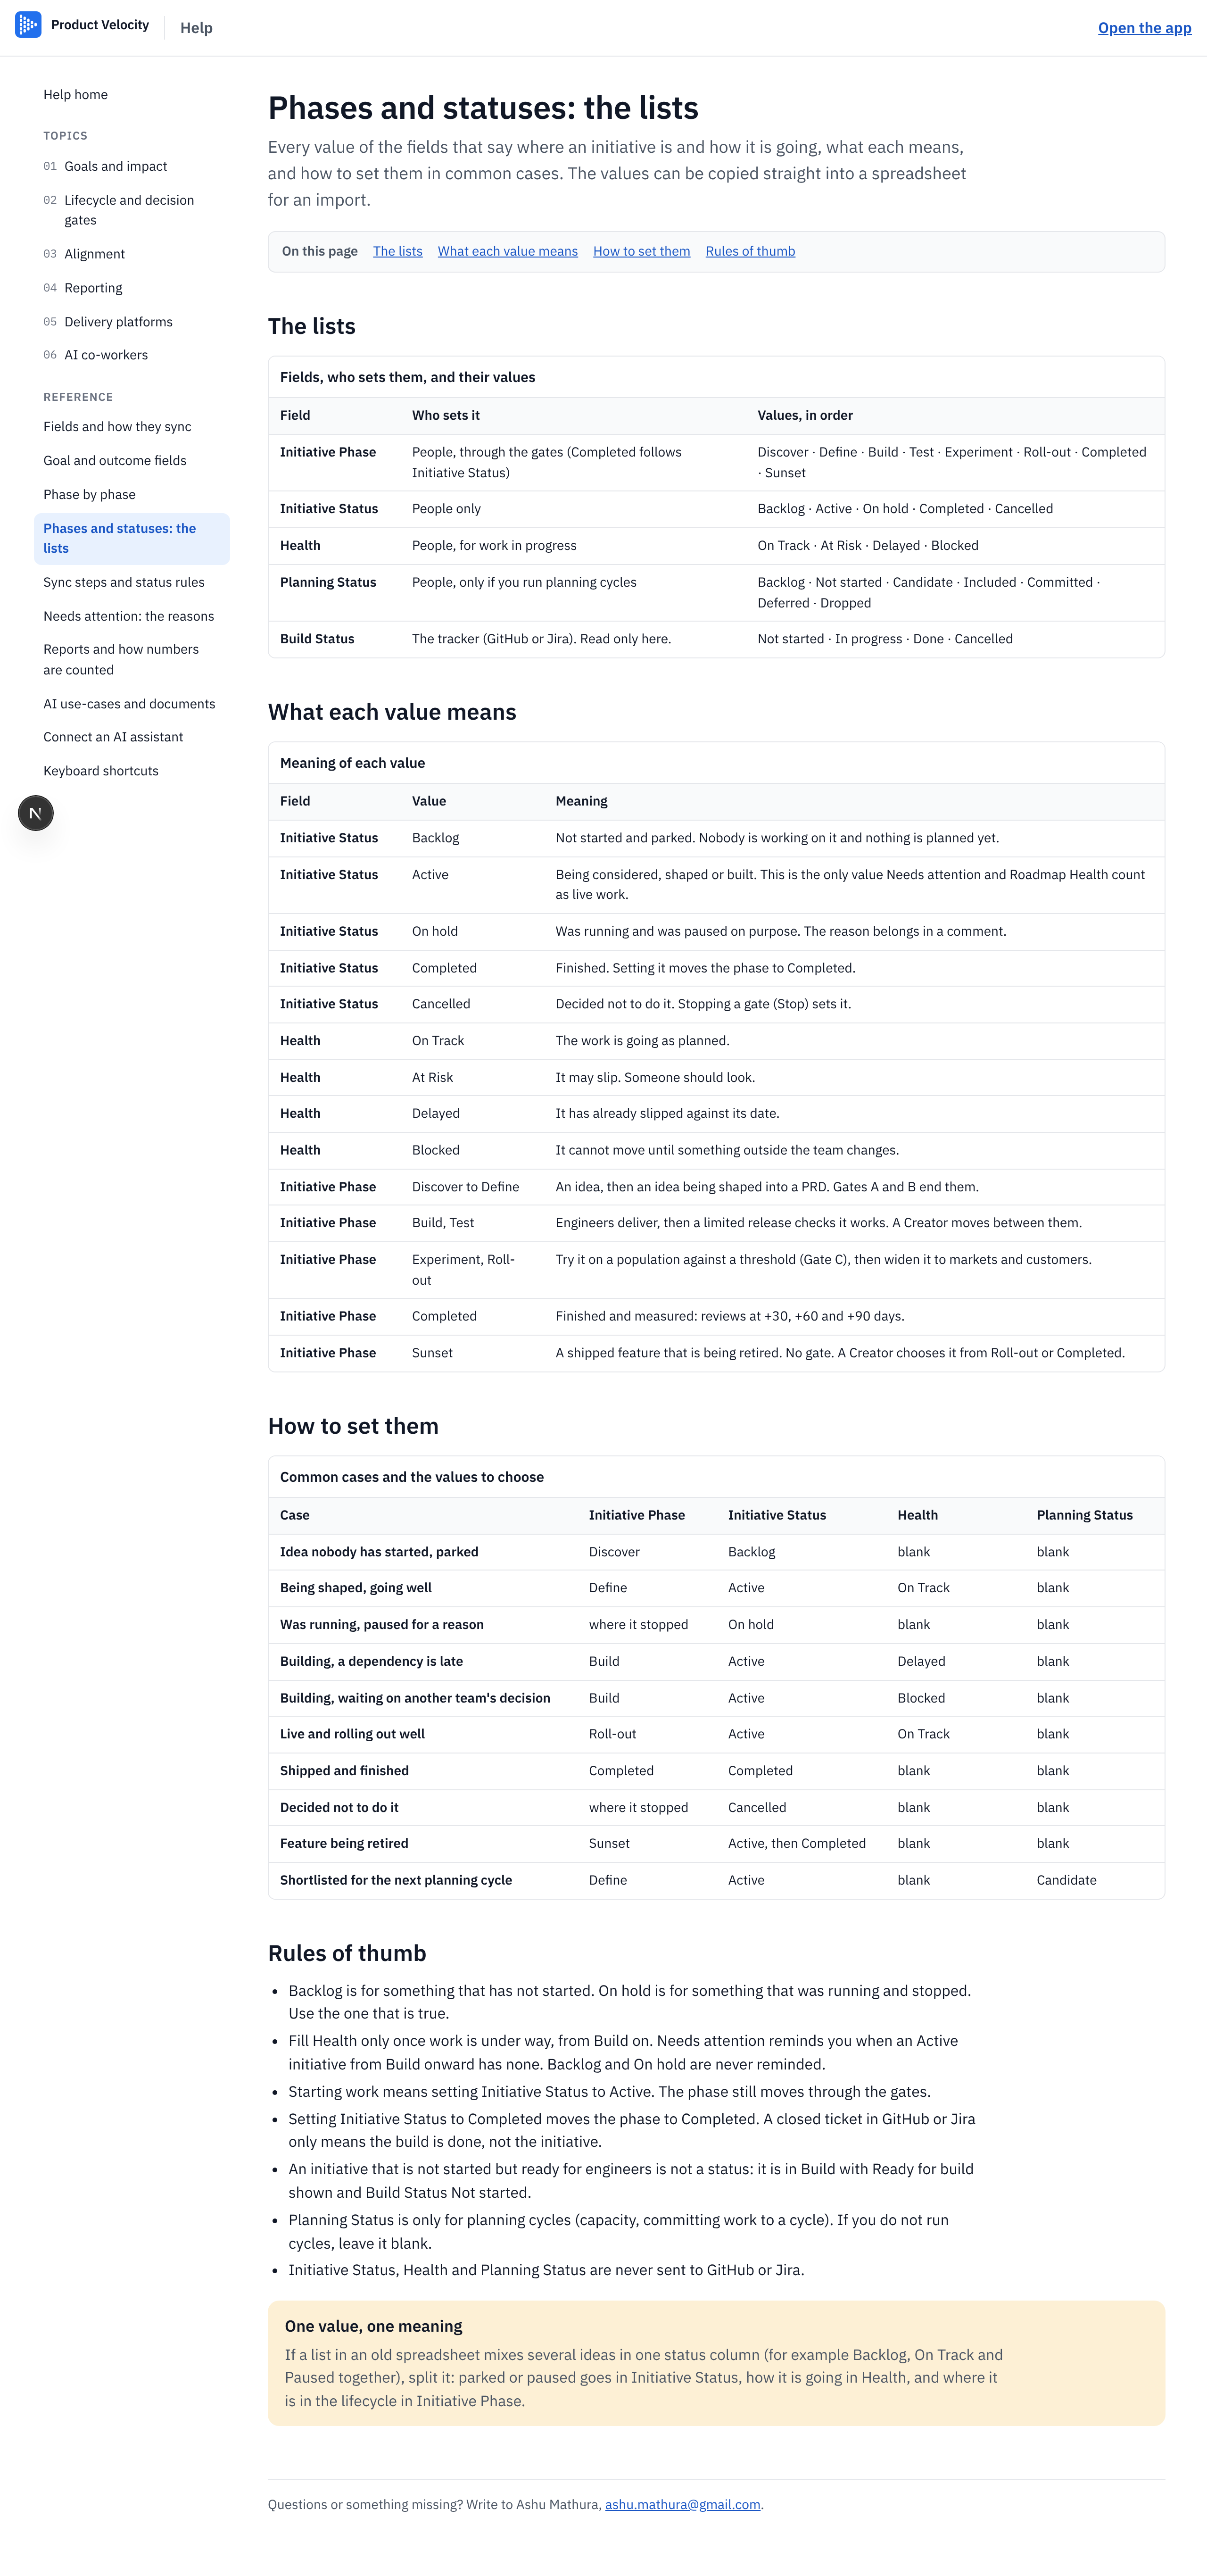 Product Velocity
Help
Open the app
Help home
TOPICS
01 Goals and impact
02 Lifecycle and decision
gates
03 Alignment
04 Reporting
05 Delivery platforms
06 AI co-workers
REFERENCE
Fields and how they sync
Goal and outcome fields
Phase by phase
Phases and statuses: the
lists
Sync steps and status rules
Needs attention: the reasons
Reports and how numbers
are counted
AI use-cases and documents
Connect an AI assistant
Keyboard shortcuts
N
Phases and statuses: the lists
Every value of the fields that say where an initiative is and how it is going, what each means,
and how to set them in common cases. The values can be copied straight into a spreadsheet
for an import.
On this page The lists What each value means How to set them Rules of thumb
The lists
Fields, who sets them, and their values
Field Who sets it Values, in order
Initiative Phase People, through the gates (Completed follows Discover · Define · Build · Test · Experiment · Roll-out · Completed
Initiative Status) · Sunset
Initiative Status People only Backlog · Active · On hold · Completed · Cancelled
Health People, for work in progress On Track · At Risk · Delayed · Blocked
Planning Status People, only if you run planning cycles Backlog · Not started · Candidate · Included · Committed ·
Deferred · Dropped
Build Status The tracker (GitHub or Jira). Read only here. Not started · In progress · Done · Cancelled
What each value means
Meaning of each value
Field Value Meaning
Initiative Status Backlog Not started and parked. Nobody is working on it and nothing is planned yet.
Initiative Status Active Being considered, shaped or built. This is the only value Needs attention and Roadmap Health count
as live work.
Initiative Status On hold Was running and was paused on purpose. The reason belongs in a comment.
Initiative Status Completed Finished. Setting it moves the phase to Completed.
Initiative Status Cancelled Decided not to do it. Stopping a gate (Stop) sets it.
Health On Track The work is going as planned.
Health At Risk It may slip. Someone should look.
Health Delayed It has already slipped against its date.
Health Blocked It cannot move until something outside the team changes.
Initiative Phase Discover to Define An idea, then an idea being shaped into a PRD. Gates A and B end them.
Initiative Phase Build, Test Engineers deliver, then a limited release checks it works. A Creator moves between them.
Initiative Phase Experiment, Roll- Try it on a population against a threshold (Gate C), then widen it to markets and customers.
out
Initiative Phase Completed Finished and measured: reviews at +30, +60 and +90 days.
Initiative Phase Sunset A shipped feature that is being retired. No gate. A Creator chooses it from Roll-out or Completed.
How to set them
Common cases and the values to choose
Case Initiative Phase Initiative Status Health Planning Status
Idea nobody has started, parked Discover Backlog blank blank
Being shaped, going well Define Active On Track blank
Was running, paused for a reason where it stopped On hold blank blank
Building, a dependency is late Build Active Delayed blank
Building, waiting on another team's decision Build Active Blocked blank
Live and rolling out well Roll-out Active On Track blank
Shipped and finished Completed Completed blank blank
Decided not to do it where it stopped Cancelled blank blank
Feature being retired Sunset Active, then Completed blank blank
Shortlisted for the next planning cycle Define Active blank Candidate
Rules of thumb
• Backlog is for something that has not started. On hold is for something that was running and stopped.
Use the one that is true.
• Fill Health only once work is under way, from Build on. Needs attention reminds you when an Active
initiative from Build onward has none. Backlog and On hold are never reminded.
• Starting work means setting Initiative Status to Active. The phase still moves through the gates.
• Setting Initiative Status to Completed moves the phase to Completed. A closed ticket in GitHub or Jira
only means the build is done, not the initiative.
• An initiative that is not started but ready for engineers is not a status: it is in Build with Ready for build
shown and Build Status Not started.
• Planning Status is only for planning cycles (capacity, committing work to a cycle). If you do not run
cycles, leave it blank.
• Initiative Status, Health and Planning Status are never sent to GitHub or Jira.
One value, one meaning
If a list in an old spreadsheet mixes several ideas in one status column (for example Backlog, On Track and
Paused together), split it: parked or paused goes in Initiative Status, how it is going in Health, and where it
is in the lifecycle in Initiative Phase.
Questions or something missing? Write to Ashu Mathura, ashu.mathura@gmail.com.